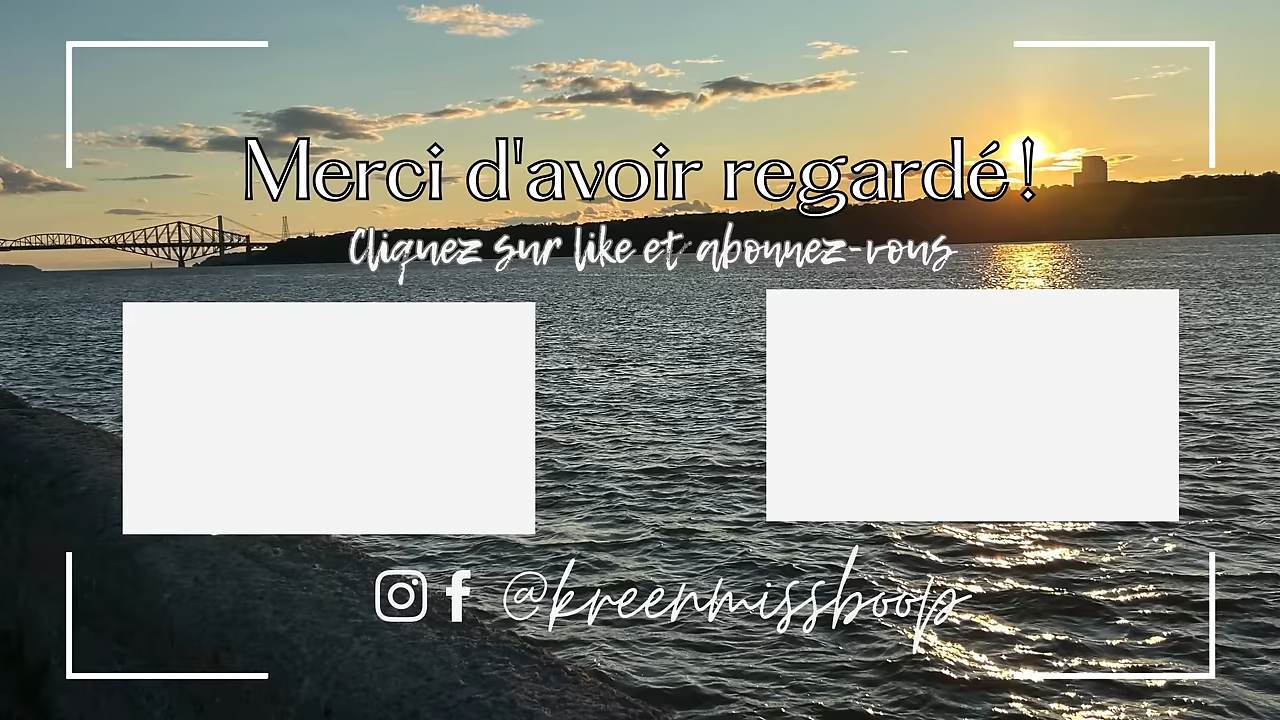 Merci d'avoir regardé!
Cliquez sur like et abonnez-vous
@kreenmissboop